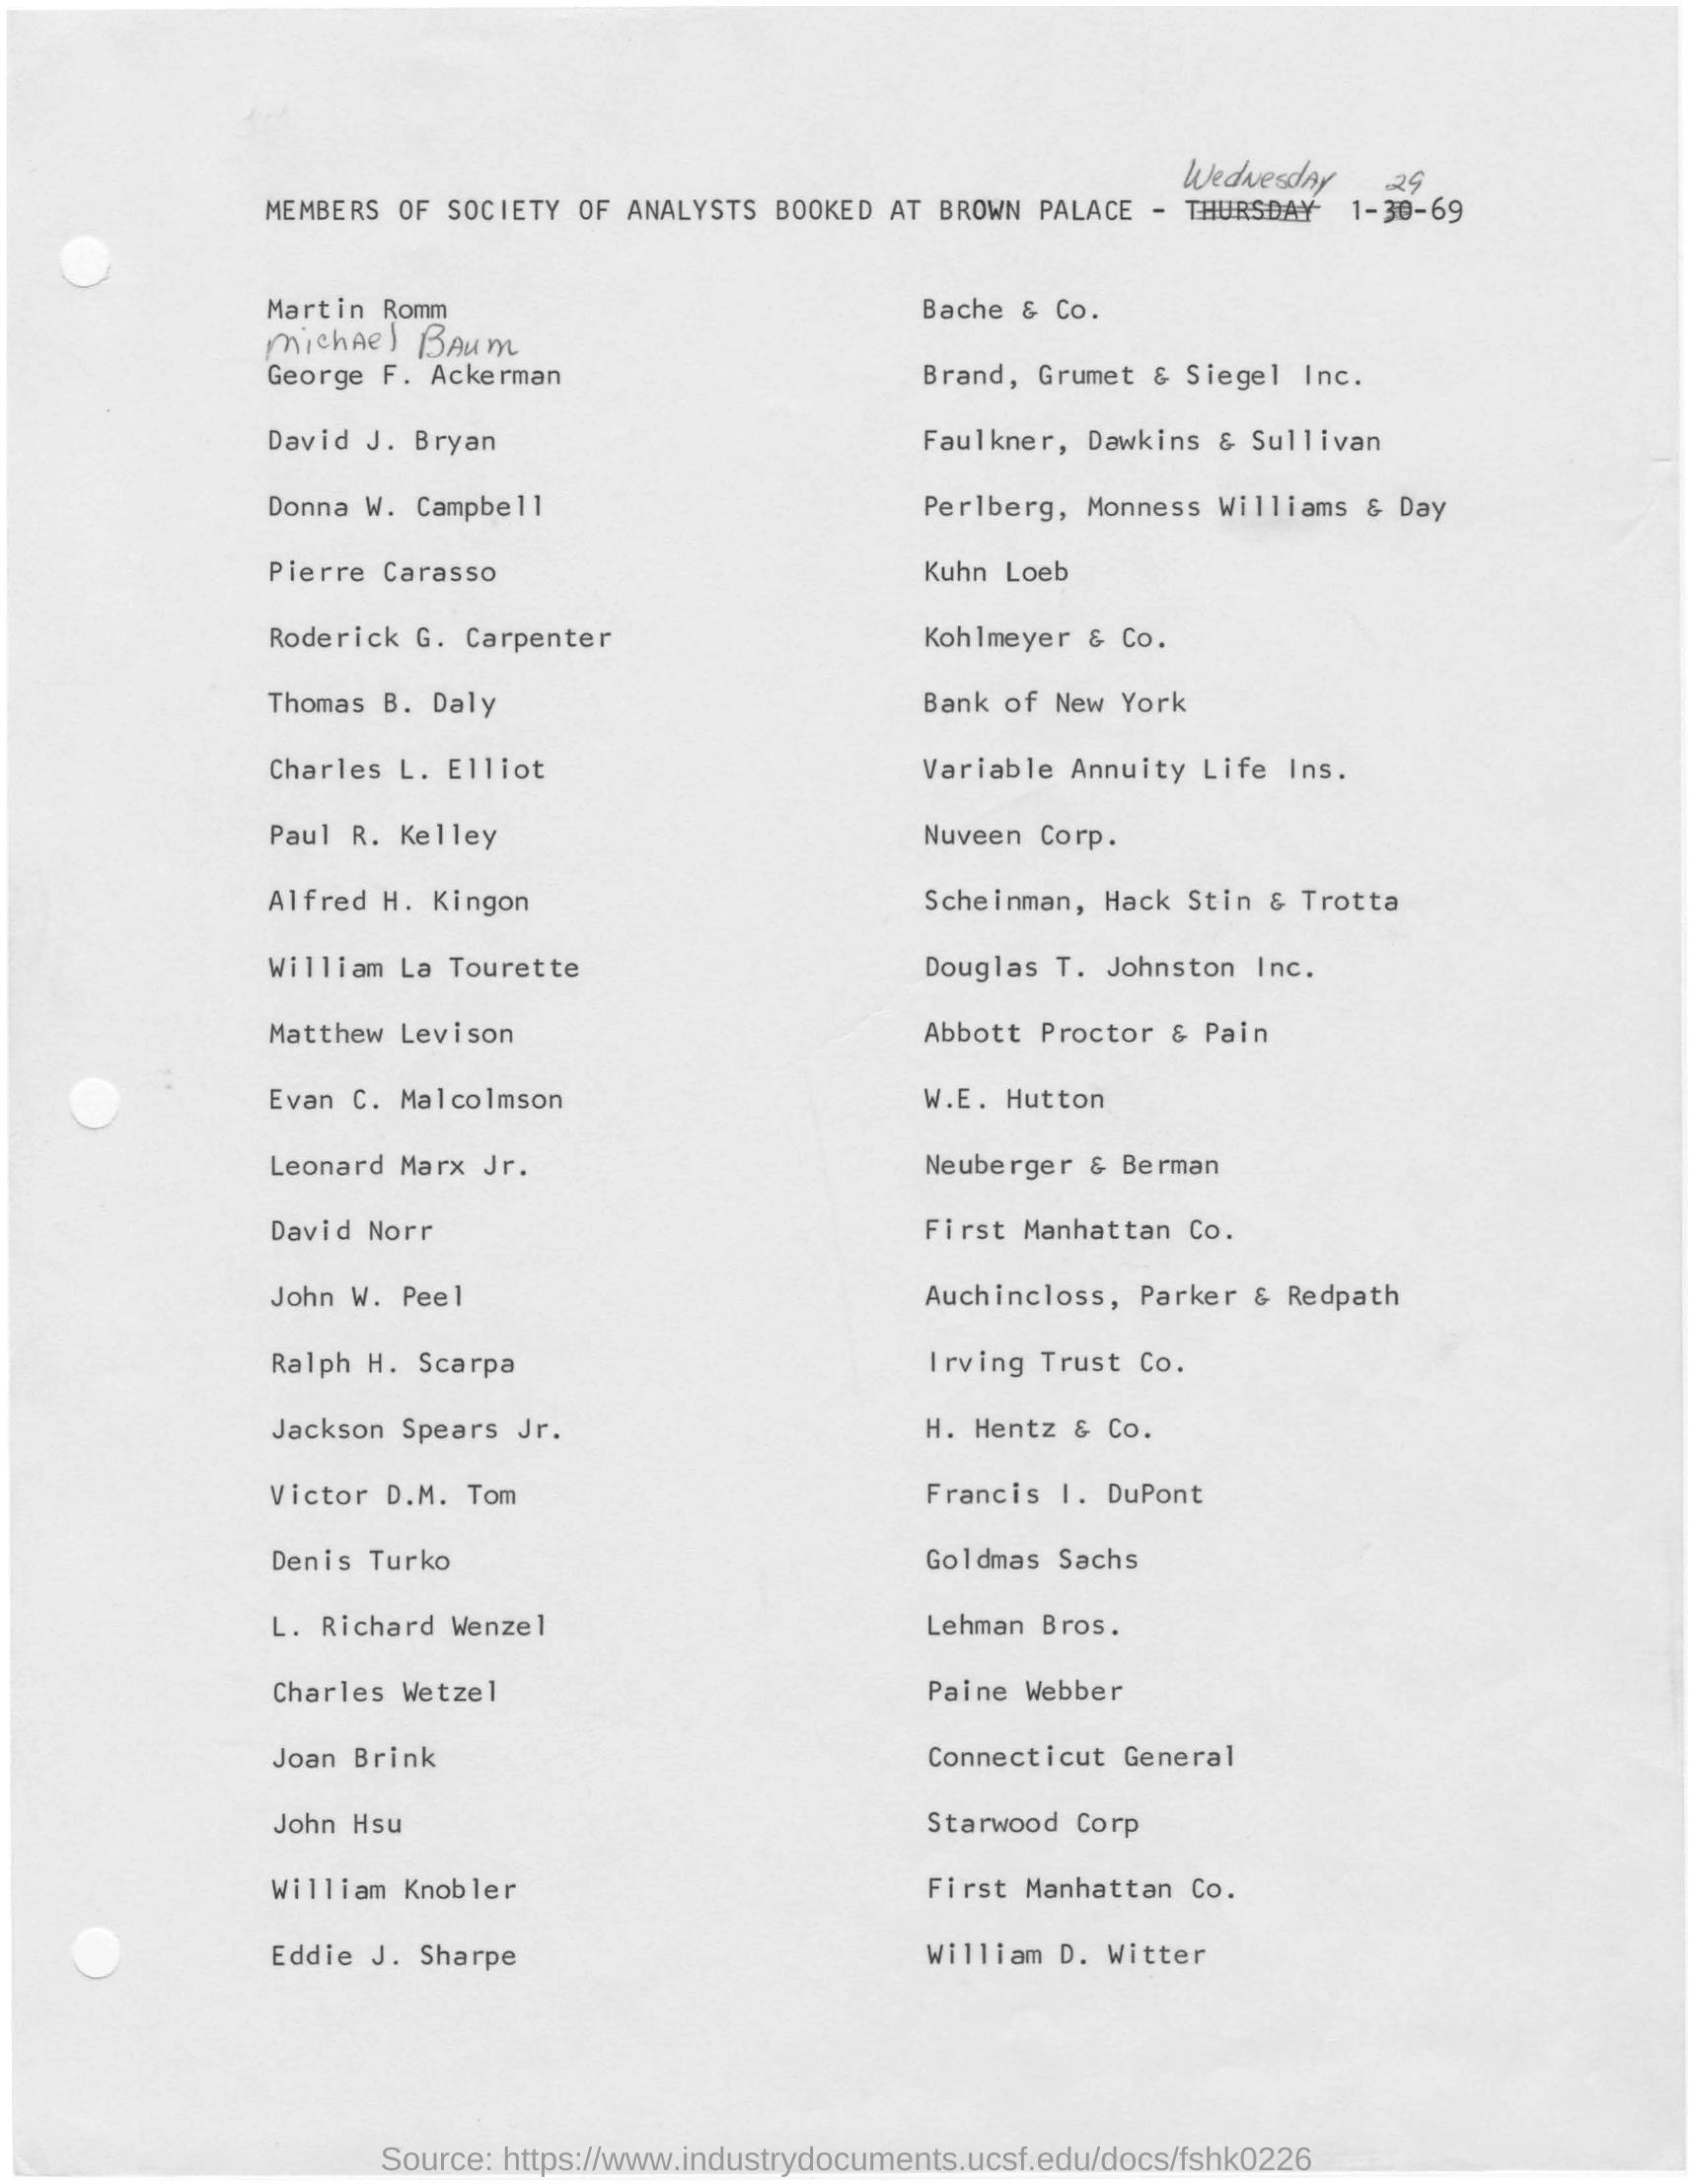 Wednesday 29
MEMBERS OF SOCIETY OF ANALYSTS BOOKED AT BROWN PALACE - THURSDAY 1-30-69
Martin Romm Bache & Co.
Michael Baum
George F. Ackerman Brand, Grumet & Siegel Inc.
David J. Bryan Faulkner, Dawkins & Sullivan
Donna W. Campbell Perlberg, Monness Williams & Day
Pierre Carasso Kuhn Loeb
Roderick G. Carpenter Kohlmeyer & Co.
Thomas B. Daly Bank of New York
Charles L. Elliot Variable Annuity Life Ins.
Paul R. Kelley Nuveen Corp.
Alfred H. Kingon Scheinman, Hack Stin & Trotta
William La Tourette Douglas T. Johnston Inc.
Matthew Levison Abbott Proctor & Pain
Evan C. Malcolmson W.E. Hutton
Leonard Marx Jr. Neuberger & Berman
David Norr First Manhattan Co.
John W. Peel Auchincloss, Parker & Redpath
Ralph H. Scarpa Irving Trust Co.
Jackson Spears Jr. H. Hentz & Co.
Victor D.M. Tom Francis I. DuPont
Denis Turko Goldmas Sachs
L. Richard Wenzel Lehman Bros.
Charles Wetzel Paine Webber
Joan Brink Connecticut General
John Hsu Starwood Corp
William Knobler First Manhattan Co.
Eddie J. Sharpe William D. Witter
Source: https://www.industrydocuments.ucsf.edu/docs/fshk0226